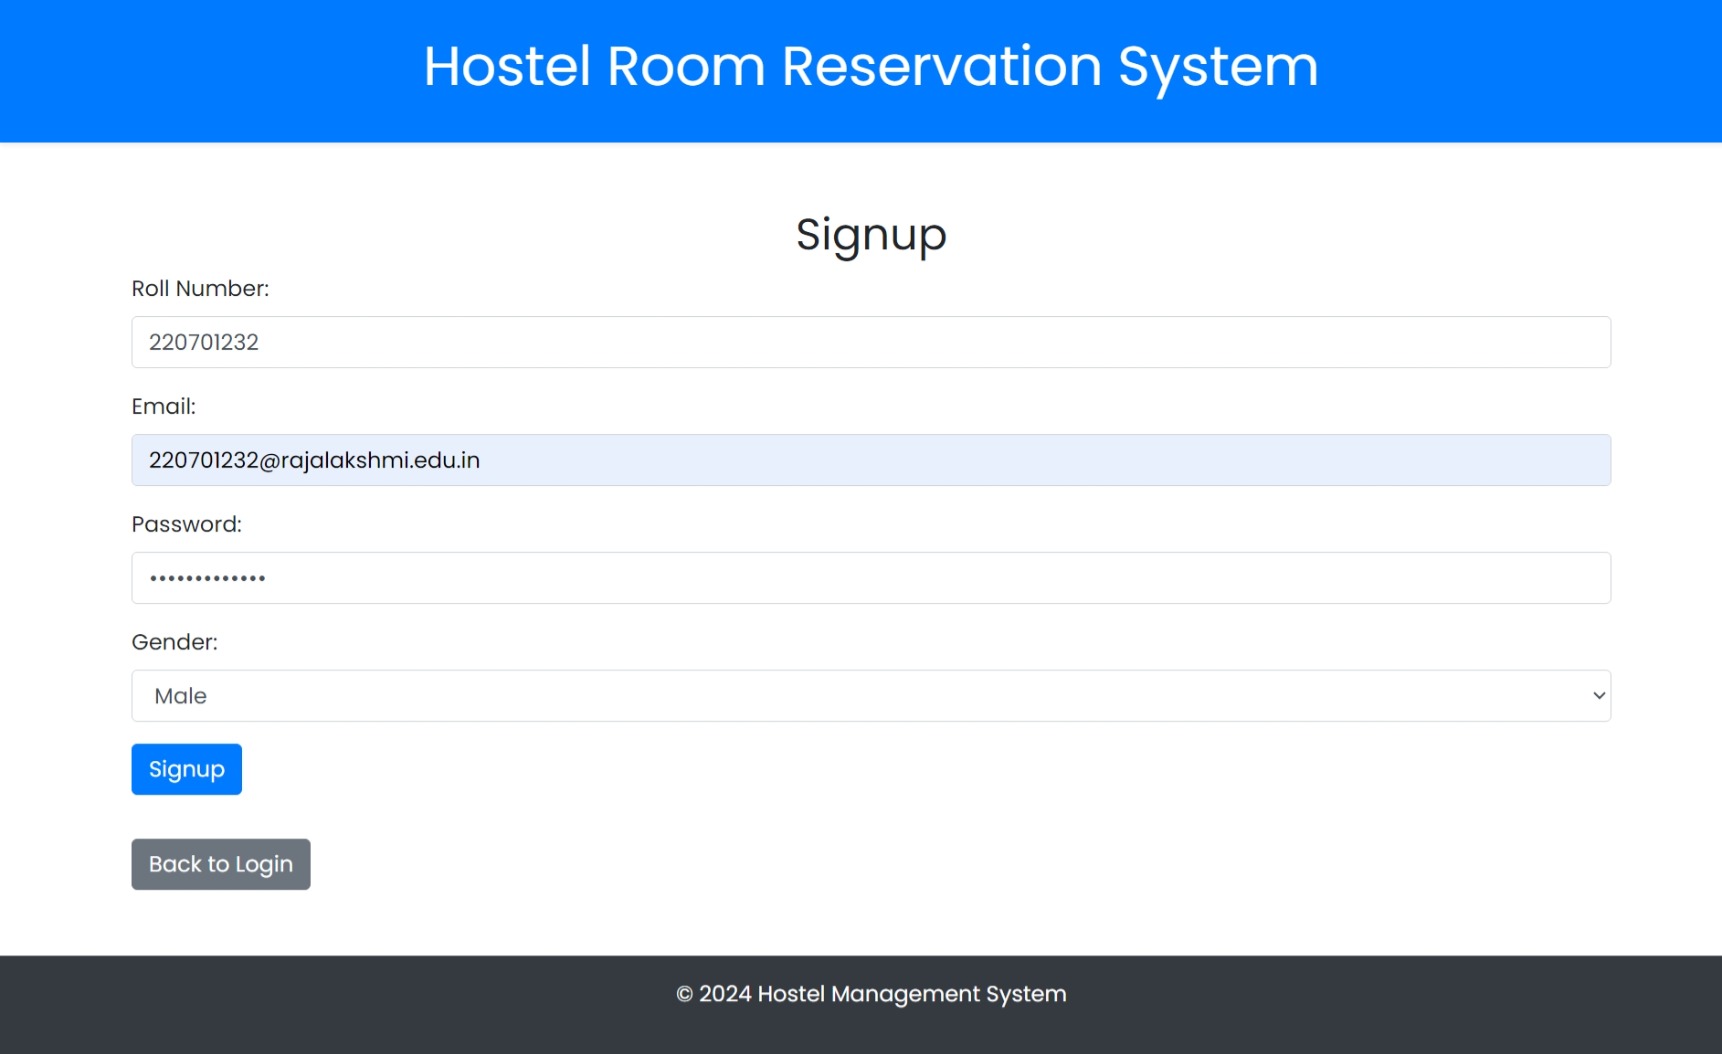 Hostel Room Reservation System
Signup
Roll Number:
220701232
Email:
220701232@rajalakshmi.edu.in
Password:
•••••••••••••
Gender:
Male
Signup
Back to Login
© 2024 Hostel Management System